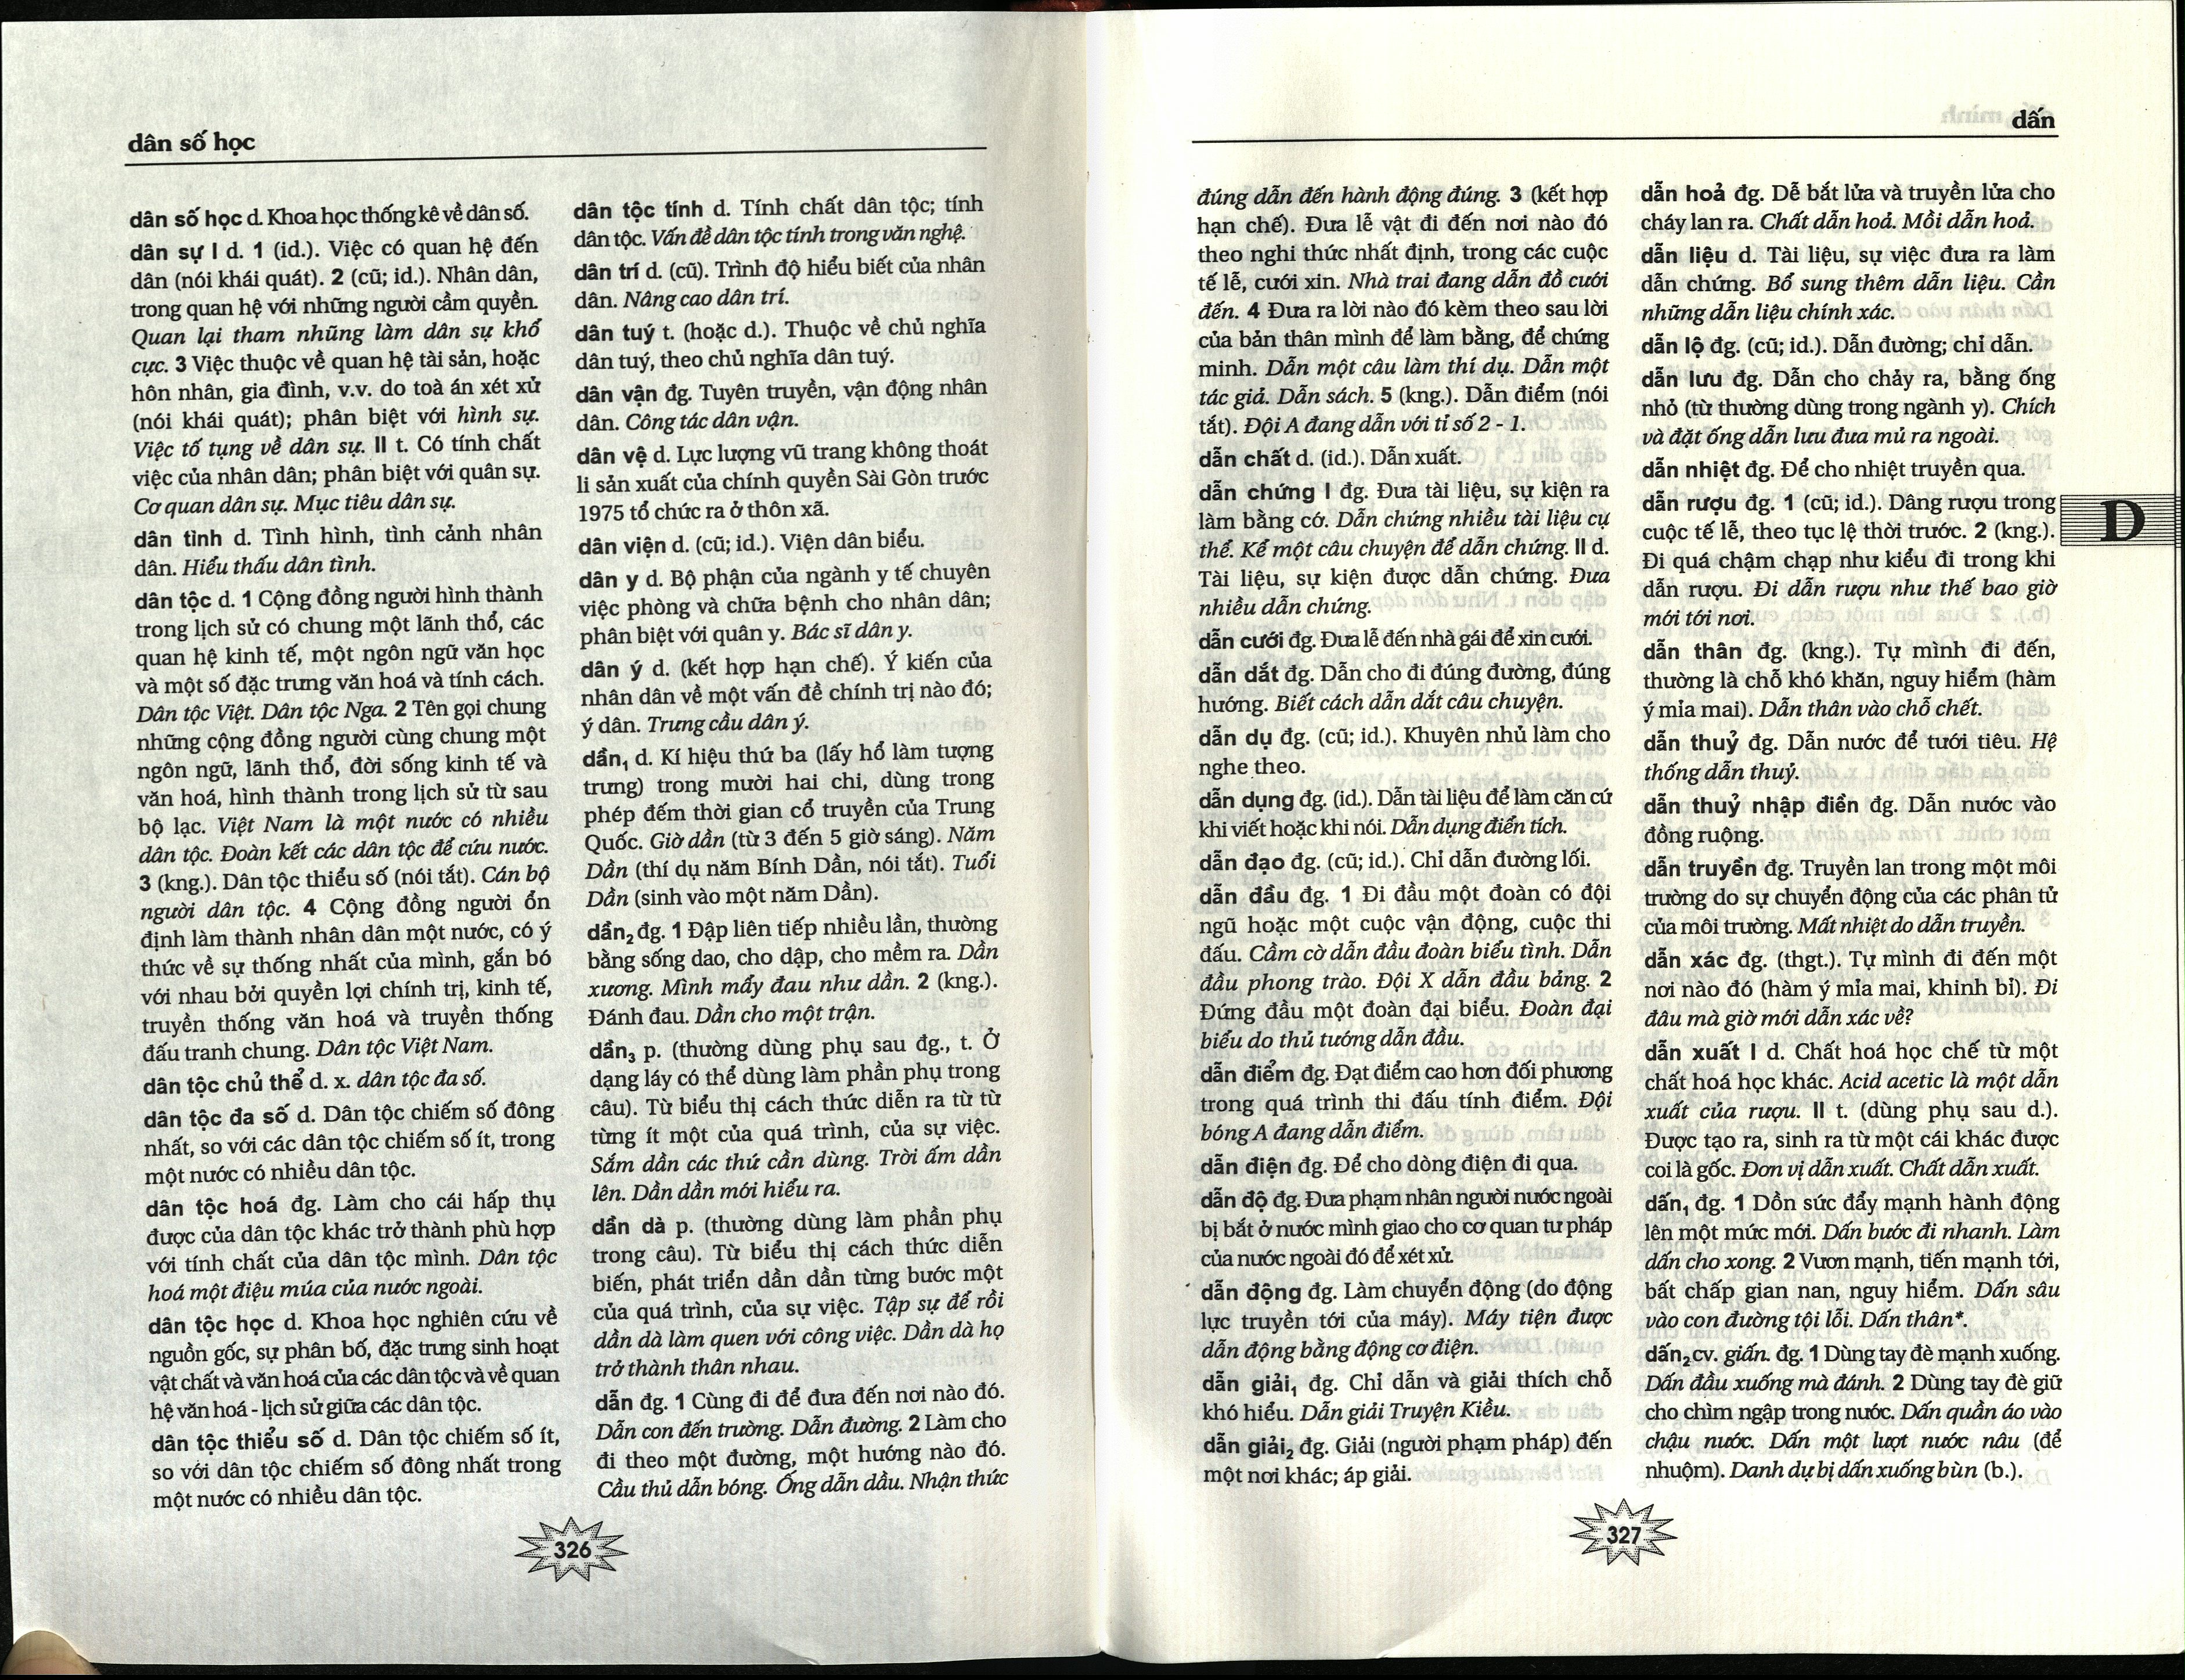 dân số học
dân số học d. Khoa học thống kê về dân số.
dân sự I d. 1 (id.). Việc có quan hệ đến
dân (nói khái quát). 2 (cũ; id.). Nhân dân,
trong quan hệ với những người cầm quyền.
Quan lại tham nhũng làm dân sự khổ
cực. 3 Việc thuộc về quan hệ tài sản, hoặc
hôn nhân, gia đình, v.v. do toà án xét xử
(nói khái quát); phân biệt với hình sự.
Việc tố tụng về dân sự. II t. Có tính chất
việc của nhân dân; phân biệt với quân sự.
Cơ quan dân sự. Mục tiêu dân sự.
dân tình d. Tình hình, tình cảnh nhân
dân. Hiểu thấu dân tình.
dân tộc d. 1 Cộng đồng người hình thành
trong lịch sử có chung một lãnh thổ, các
quan hệ kinh tế, một ngôn ngữ văn học
và một số đặc trưng văn hoá và tính cách.
Dân tộc Việt. Dân tộc Nga. 2 Tên gọi chung
những cộng đồng người cùng chung một
ngôn ngữ, lãnh thổ, đời sống kinh tế và
văn hoá, hình thành trong lịch sử từ sau
bộ lạc. Việt Nam là một nước có nhiều
dân tộc. Đoàn kết các dân tộc để cứu nước.
3 (kng.). Dân tộc thiểu số (nói tắt). Cán bộ
người dân tộc. 4 Cộng đồng người ổn
định làm thành nhân dân một nước, có ý
thức về sự thống nhất của mình, gắn bó
với nhau bởi quyền lợi chính trị, kinh tế,
truyền thống văn hoá và truyền thống
đấu tranh chung. Dân tộc Việt Nam.
dân tộc chủ thể d. x. dân tộc đa số.
dân tộc đa số d. Dân tộc chiếm số đông
nhất, so với các dân tộc chiếm số ít, trong
một nước có nhiều dân tộc.
dân tộc hoá đg. Làm cho cái hấp thụ
được của dân tộc khác trở thành phù hợp
với tính chất của dân tộc mình. Dân tộc
hoá một điệu múa của nước ngoài.
dân tộc học d. Khoa học nghiên cứu về
nguồn gốc, sự phân bố, đặc trưng sinh hoạt
vật chất và văn hoá của các dân tộc và về quan
hệ văn hoá - lịch sử giữa các dân tộc.
dân tộc thiểu số d. Dân tộc chiếm số ít,
so với dân tộc chiếm số đông nhất trong
một nước có nhiều dân tộc.
dân tộc tính d. Tính chất dân tộc; tính
dân tộc. Vấn đề dân tộc tính trong văn nghệ.
dân trí d. (cũ). Trình độ hiểu biết của nhân
dân. Nâng cao dân trí.
dân tuý t. (hoặc d.). Thuộc về chủ nghĩa
dân tuý, theo chủ nghĩa dân tuý.
dân vận đg. Tuyên truyền, vận động nhân
dân. Công tác dân vận.
dân vệ d. Lực lượng vũ trang không thoát
li sản xuất của chính quyền Sài Gòn trước
1975 tổ chức ra ở thôn xã.
dân viện d. (cũ; id.). Viện dân biểu.
dân y d. Bộ phận của ngành y tế chuyên
việc phòng và chữa bệnh cho nhân dân;
phân biệt với quân y. Bác sĩ dân y.
dân ý d. (kết hợp hạn chế). Ý kiến của
nhân dân về một vấn đề chính trị nào đó;
ý dân. Trưng cầu dân ý.
dần₁ d. Kí hiệu thứ ba (lấy hổ làm tượng
trưng) trong mười hai chi, dùng trong
phép đếm thời gian cổ truyền của Trung
Quốc. Giờ dần (từ 3 đến 5 giờ sáng). Năm
Dần (thí dụ năm Bính Dần, nói tắt). Tuổi
Dần (sinh vào một năm Dần).
dần₂ đg. 1 Đập liên tiếp nhiều lần, thường
bằng sống dao, cho dập, cho mềm ra. Dần
xương. Mình mẩy đau như dần. 2 (kng.).
Đánh đau. Dần cho một trận.
dần₃ p. (thường dùng phụ sau đg., t. Ở
dạng láy có thể dùng làm phần phụ trong
câu). Từ biểu thị cách thức diễn ra từ từ
từng ít một của quá trình, của sự việc.
Sắm dần các thứ cần dùng. Trời ấm dần
lên. Dần dần mới hiểu ra.
dần dà p. (thường dùng làm phần phụ
trong câu). Từ biểu thị cách thức diễn
biến, phát triển dần dần từng bước một
của quá trình, của sự việc. Tập sự để rồi
dần dà làm quen với công việc. Dần dà họ
trở thành thân nhau.
dẫn đg. 1 Cùng đi để đưa đến nơi nào đó.
Dẫn con đến trường. Dẫn đường. 2 Làm cho
đi theo một đường, một hướng nào đó.
Cầu thủ dẫn bóng. Ống dẫn dầu. Nhận thức
326
dấn
đúng dẫn đến hành động đúng. 3 (kết hợp
hạn chế). Đưa lễ vật đi đến nơi nào đó
theo nghi thức nhất định, trong các cuộc
tế lễ, cưới xin. Nhà trai đang dẫn đồ cưới
đến. 4 Đưa ra lời nào đó kèm theo sau lời
của bản thân mình để làm bằng, để chứng
minh. Dẫn một câu làm thí dụ. Dẫn một
tác giả. Dẫn sách. 5 (kng.). Dẫn điểm (nói
tắt). Đội A đang dẫn với tỉ số 2 - 1.
dẫn chất d. (id.). Dẫn xuất.
dẫn chứng I đg. Đưa tài liệu, sự kiện ra
làm bằng cớ. Dẫn chứng nhiều tài liệu cụ
thể. Kể một câu chuyện để dẫn chứng. II d.
Tài liệu, sự kiện được dẫn chứng. Đưa
nhiều dẫn chứng.
dẫn cưới đg. Đưa lễ đến nhà gái để xin cưới.
dẫn dắt đg. Dẫn cho đi đúng đường, đúng
hướng. Biết cách dẫn dắt câu chuyện.
dẫn dụ đg. (cũ; id.). Khuyên nhủ làm cho
nghe theo.
dẫn dụng đg. (id.). Dẫn tài liệu để làm căn cứ
khi viết hoặc khi nói. Dẫn dụng điển tích.
dẫn đạo đg. (cũ; id.). Chỉ dẫn đường lối.
dẫn đầu đg. 1 Đi đầu một đoàn có đội
ngũ hoặc một cuộc vận động, cuộc thi
đấu. Cầm cờ dẫn đầu đoàn biểu tình. Dẫn
đầu phong trào. Đội X dẫn đầu bảng. 2
Đứng đầu một đoàn đại biểu. Đoàn đại
biểu do thủ tướng dẫn đầu.
dẫn điểm đg. Đạt điểm cao hơn đối phương
trong quá trình thi đấu tính điểm. Đội
bóng A đang dẫn điểm.
dẫn điện đg. Để cho dòng điện đi qua.
dẫn độ đg. Đưa phạm nhân người nước ngoài
bị bắt ở nước mình giao cho cơ quan tư pháp
của nước ngoài đó để xét xử.
dẫn động đg. Làm chuyển động (do động
lực truyền tới của máy). Máy tiện được
dẫn động bằng động cơ điện.
dẫn giải₁ đg. Chỉ dẫn và giải thích chỗ
khó hiểu. Dẫn giải Truyện Kiều.
dẫn giải₂ đg. Giải (người phạm pháp) đến
một nơi khác; áp giải.
dẫn hoả đg. Dễ bắt lửa và truyền lửa cho
cháy lan ra. Chất dẫn hoả. Mồi dẫn hoả.
dẫn liệu d. Tài liệu, sự việc đưa ra làm
dẫn chứng. Bổ sung thêm dẫn liệu. Cần
những dẫn liệu chính xác.
dẫn lộ đg. (cũ; id.). Dẫn đường; chỉ dẫn.
dẫn lưu đg. Dẫn cho chảy ra, bằng ống
nhỏ (từ thường dùng trong ngành y). Chích
và đặt ống dẫn lưu đưa mủ ra ngoài.
dẫn nhiệt đg. Để cho nhiệt truyền qua.
dẫn rượu đg. 1 (cũ; id.). Dâng rượu trong
cuộc tế lễ, theo tục lệ thời trước. 2 (kng.).
Đi quá chậm chạp như kiểu đi trong khi
dẫn rượu. Đi dẫn rượu như thế bao giờ
mới tới nơi.
dẫn thân đg. (kng.). Tự mình đi đến,
thường là chỗ khó khăn, nguy hiểm (hàm
ý mỉa mai). Dẫn thân vào chỗ chết.
dẫn thuỷ đg. Dẫn nước để tưới tiêu. Hệ
thống dẫn thuỷ.
dẫn thuỷ nhập điền đg. Dẫn nước vào
đồng ruộng.
dẫn truyền đg. Truyền lan trong một môi
trường do sự chuyển động của các phân tử
của môi trường. Mất nhiệt do dẫn truyền.
dẫn xác đg. (thgt.). Tự mình đi đến một
nơi nào đó (hàm ý mỉa mai, khinh bỉ). Đi
đâu mà giờ mới dẫn xác về?
dẫn xuất I d. Chất hoá học chế từ một
chất hoá học khác. Acid acetic là một dẫn
xuất của rượu. II t. (dùng phụ sau d.).
Được tạo ra, sinh ra từ một cái khác được
coi là gốc. Đơn vị dẫn xuất. Chất dẫn xuất.
dấn₁ đg. 1 Dồn sức đẩy mạnh hành động
lên một mức mới. Dấn bước đi nhanh. Làm
dấn cho xong. 2 Vươn mạnh, tiến mạnh tới,
bất chấp gian nan, nguy hiểm. Dấn sâu
vào con đường tội lỗi. Dấn thân*.
dấn₂ cv. giấn. đg. 1 Dùng tay đè mạnh xuống.
Dấn đầu xuống mà đánh. 2 Dùng tay đè giữ
cho chìm ngập trong nước. Dấn quần áo vào
chậu nước. Dấn một lượt nước nâu (để
nhuộm). Danh dự bị dấn xuống bùn (b.).
D
327